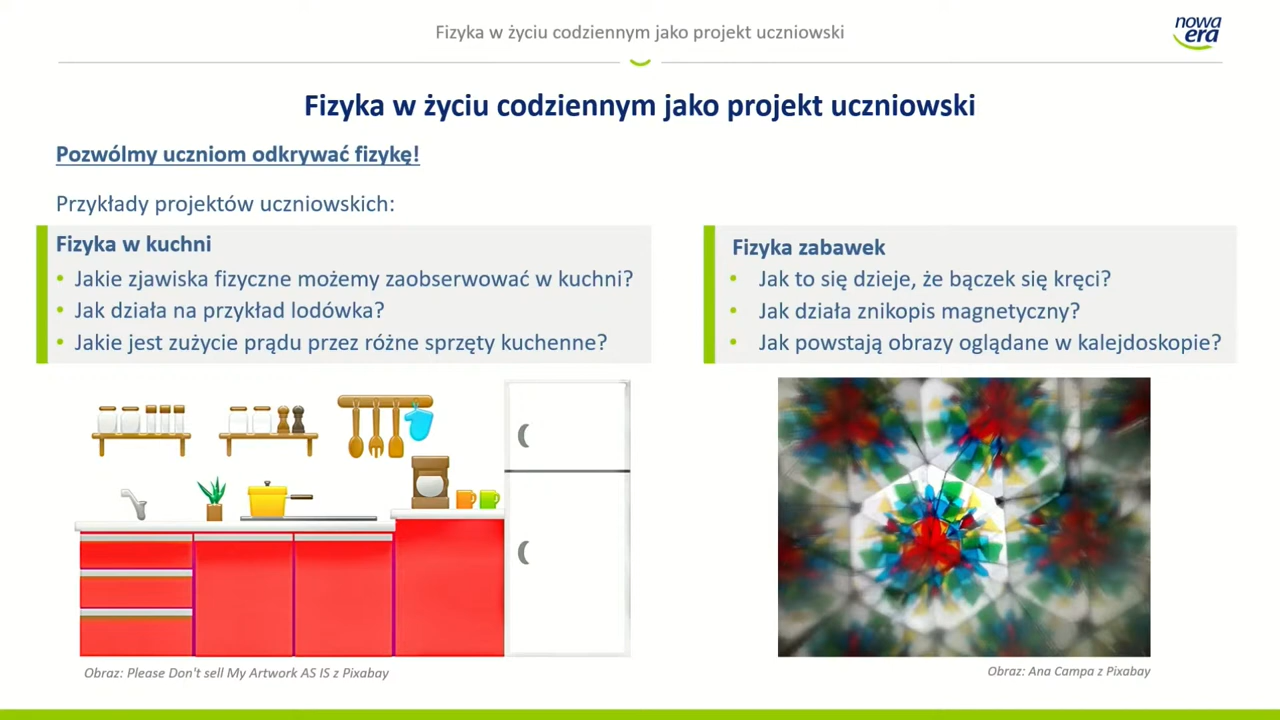 Fizyka w życiu codziennym jako projekt uczniowski
nowa
era
Fizyka w życiu codziennym jako projekt uczniowski
Pozwólmy uczniom odkrywać fizykę!
Przykłady projektów uczniowskich:
Fizyka w kuchni
• Jakie zjawiska fizyczne możemy zaobserwować w kuchni?
• Jak działa na przykład lodówka?
• Jakie jest zużycie prądu przez różne sprzęty kuchenne?
Fizyka zabawek
• Jak to się dzieje, że bączek się kręci?
• Jak działa znikopis magnetyczny?
• Jak powstają obrazy oglądane w kalejdoskopie?
Obraz: Please Don't sell My Artwork AS IS z Pixabay
Obraz: Ana Campa z Pixabay